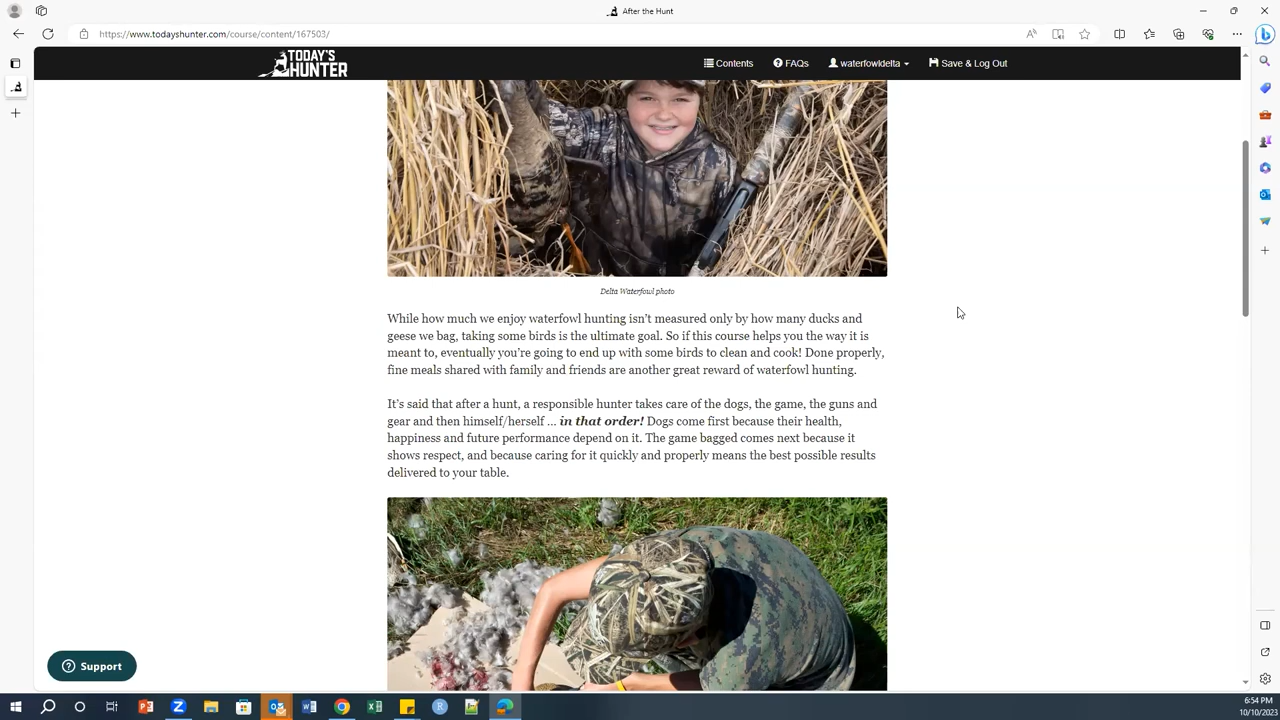 After the Hunt
https://www.todayshunter.com/course/content/167503/
TODAY'S
HUNTER
Contents
FAQs
waterfowldelta
Save & Log Out
Delta Waterfowl photo
While how much we enjoy waterfowl hunting isn't measured only by how many ducks and
geese we bag, taking some birds is the ultimate goal. So if this course helps you the way it is
meant to, eventually you're going to end up with some birds to clean and cook! Done properly,
fine meals shared with family and friends are another great reward of waterfowl hunting.
It's said that after a hunt, a responsible hunter takes care of the dogs, the game, the guns and
gear and then himself/herself ... in that order! Dogs come first because their health,
happiness and future performance depend on it. The game bagged comes next because it
shows respect, and because caring for it quickly and properly means the best possible results
delivered to your table.
Support
6:54 PM
10/10/2023